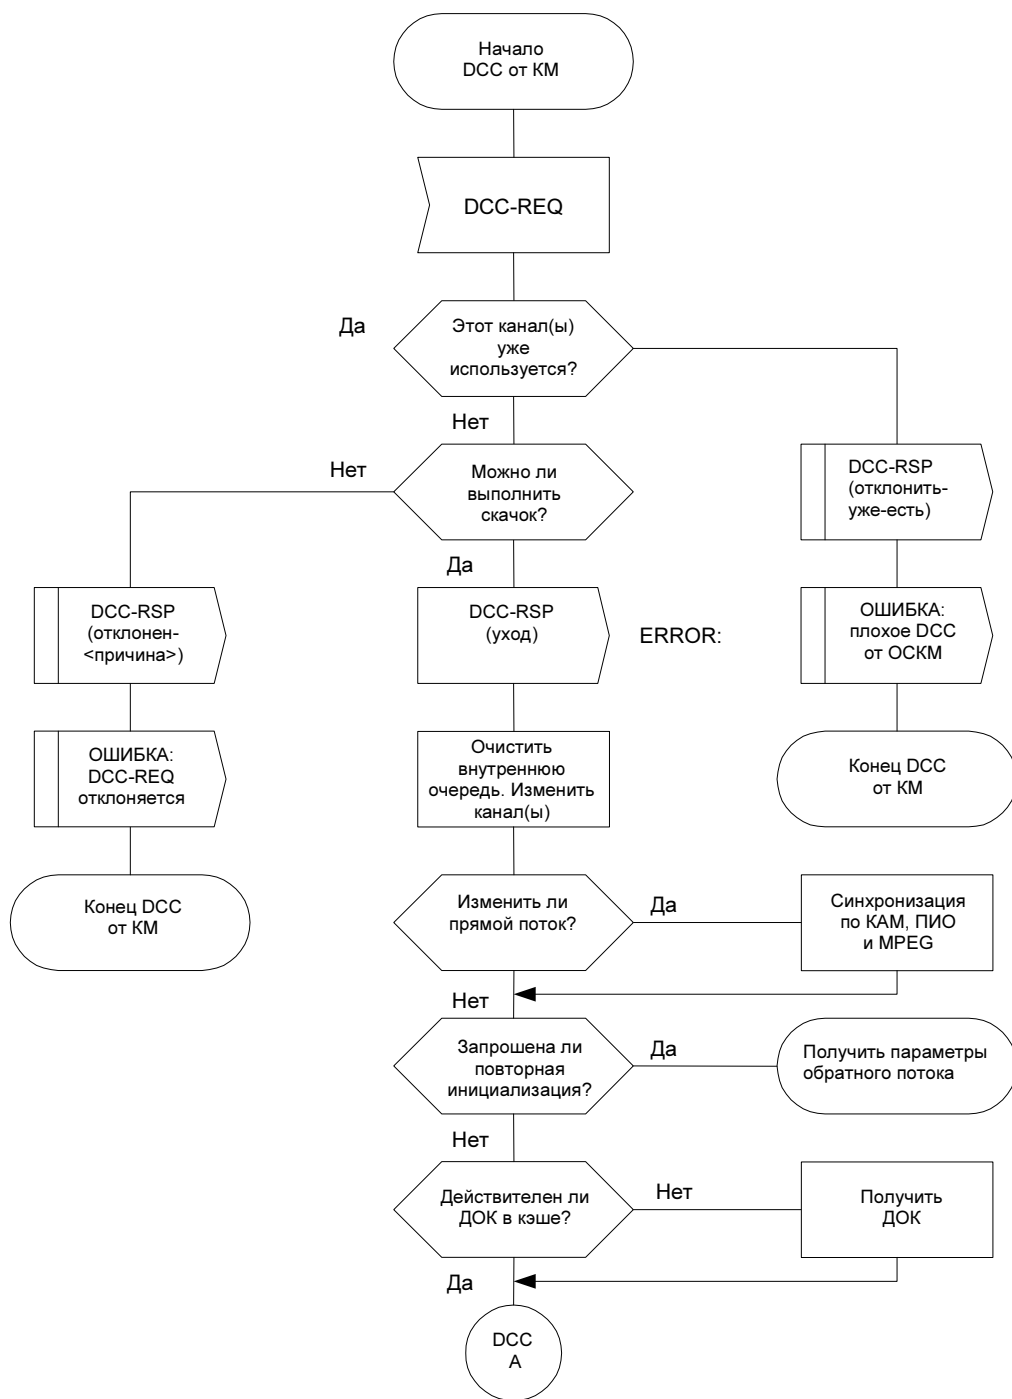 Начало
DCC от КМ
DCC-REQ
Да
Этот канал(ы)
уже
используется?
Нет
Нет
Можно ли
выполнить
скачок?
DCC-RSP
(отклонить-
уже-есть)
Да
DCC-RSP
(отклонен-
<причина>)
DCC-RSP
(уход)
ERROR:
ОШИБКА:
плохое DCC
от ОСКМ
ОШИБКА:
DCC-REQ
отклоняется
Очистить
внутреннюю
очередь. Изменить
канал(ы)
Конец DCC
от КМ
Конец DCC
от КМ
Изменить ли
прямой поток?
Да
Синхронизация
по КАМ, ПИО
и MPEG
Нет
Запрошена ли
повторная
инициализация?
Да
Получить параметры
обратного потока
Нет
Действителен ли
ДОК в кэше?
Нет
Получить
ДОК
Да
DCC
A